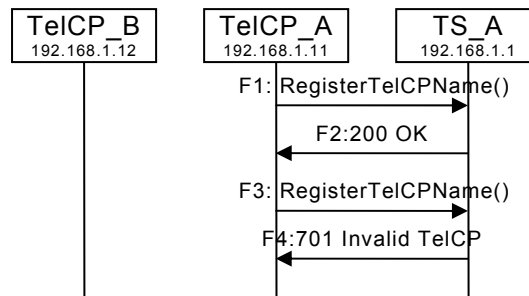 TelCP_B
192.168.1.12
TelCP_A
192.168.1.11
TS_A
192.168.1.1
F1: RegisterTelCPName()
F2:200 OK
F3: RegisterTelCPName()
F4:701 Invalid TelCP